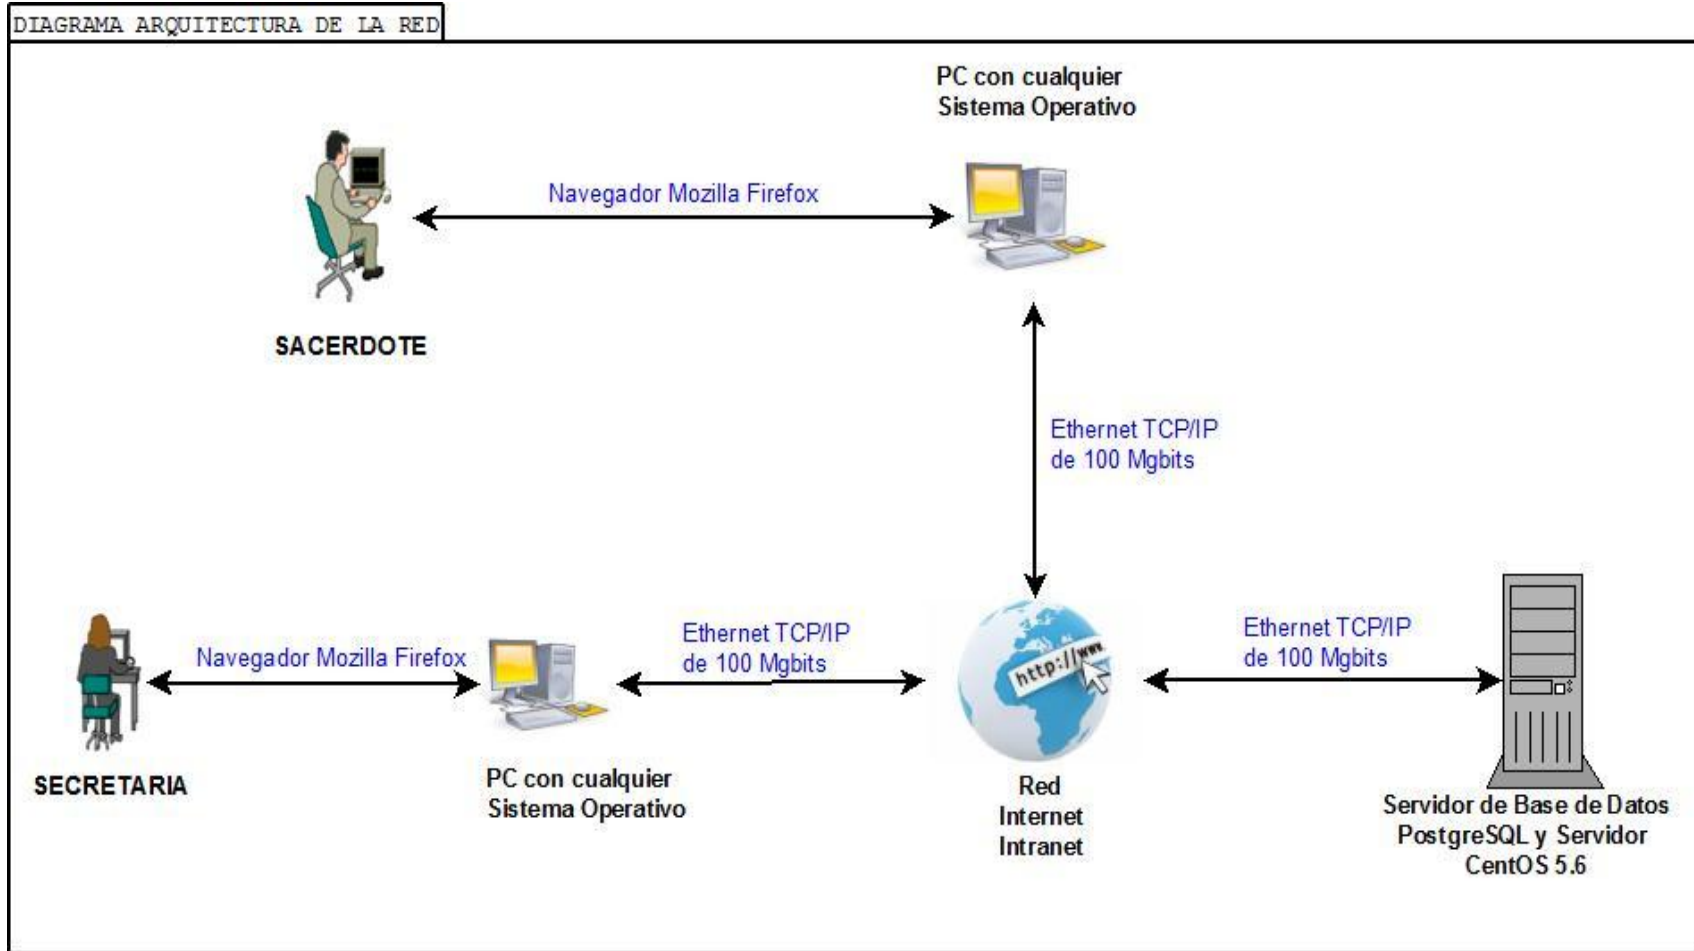 DIAGRAMA ARQUITECTURA DE LA RED
PC con cualquier
Sistema Operativo
Navegador Mozilla Firefox
SACERDOTE
Ethernet TCP/IP
de 100 Mgbits
Navegador Mozilla Firefox
SECRETARIA
Ethernet TCP/IP
de 100 Mgbits
PC con cualquier
Sistema Operativo
http://www.
Red
Internet
Intranet
Ethernet TCP/IP
de 100 Mgbits
Servidor de Base de Datos
PostgreSQL y Servidor
CentOS 5.6